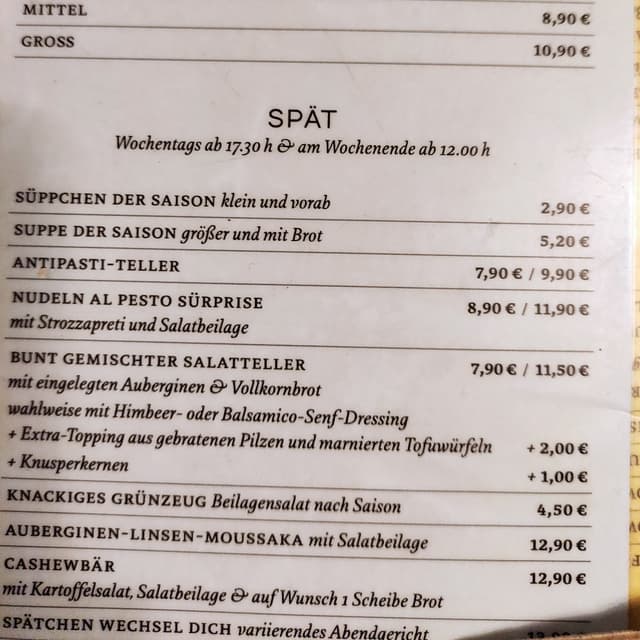 MITTEL 8,90 €
GROSS 10,90 €
SPÄT
Wochentags ab 17.30 h & am Wochenende ab 12.00 h
SÜPPCHEN DER SAISON klein und vorab 2,90 €
SUPPE DER SAISON größer und mit Brot 5,20 €
ANTIPASTI-TELLER 7,90 € / 9,90 €
NUDELN AL PESTO SÜRPRISE 8,90 € / 11,90 €
mit Strozzapreti und Salatbeilage
BUNT GEMISCHTER SALATTELLER 7,90 € / 11,50 €
mit eingelegten Auberginen & Vollkornbrot
wahlweise mit Himbeer- oder Balsamico-Senf-Dressing
+ Extra-Topping aus gebratenen Pilzen und marnierten Tofuwürfeln + 2,00 €
+ Knusperkernen + 1,00 €
KNACKIGES GRÜNZEUG Beilagensalat nach Saison 4,50 €
AUBERGINEN-LINSEN-MOUSSAKA mit Salatbeilage 12,90 €
CASHEWBÄR 12,90 €
mit Kartoffelsalat, Salatbeilage & auf Wunsch 1 Scheibe Brot
SPÄTCHEN WECHSEL DICH variierendes Abendgericht